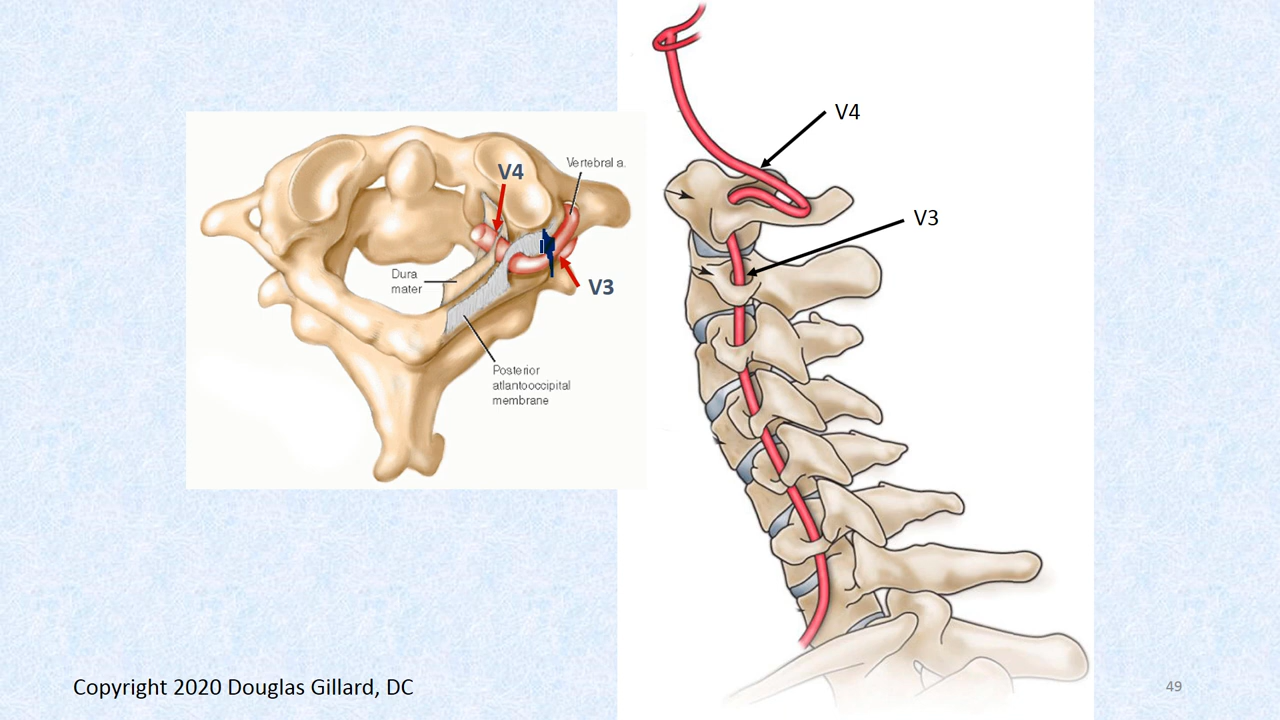 V4
V3
Vertebral a.
V4
Dura
mater
V3
Posterior
atlantooccipital
membrane
Copyright 2020 Douglas Gillard, DC
49